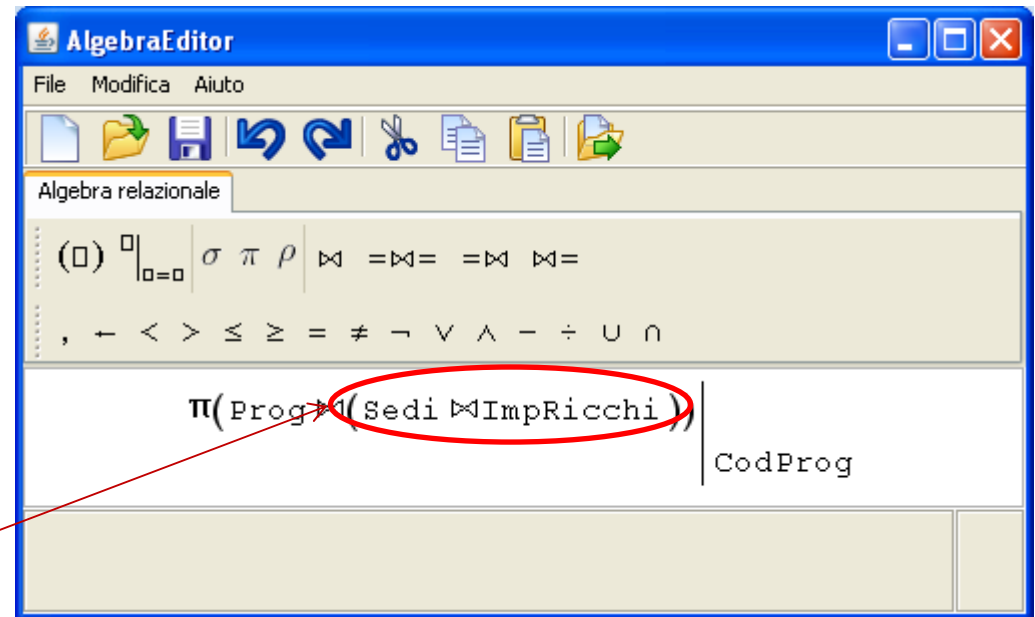 AlgebraEditor
File Modifica Aiuto
Algebra relazionale
(□) □|□=□ σ π ρ ⋈ =⋈= =⋈ ⋈=
, ← < > ≤ ≥ = ≠ ¬ ∨ ∧ − ÷ ∪ ∩
π(Prog⋈(Sedi⋈ImpRicchi))
CodProg